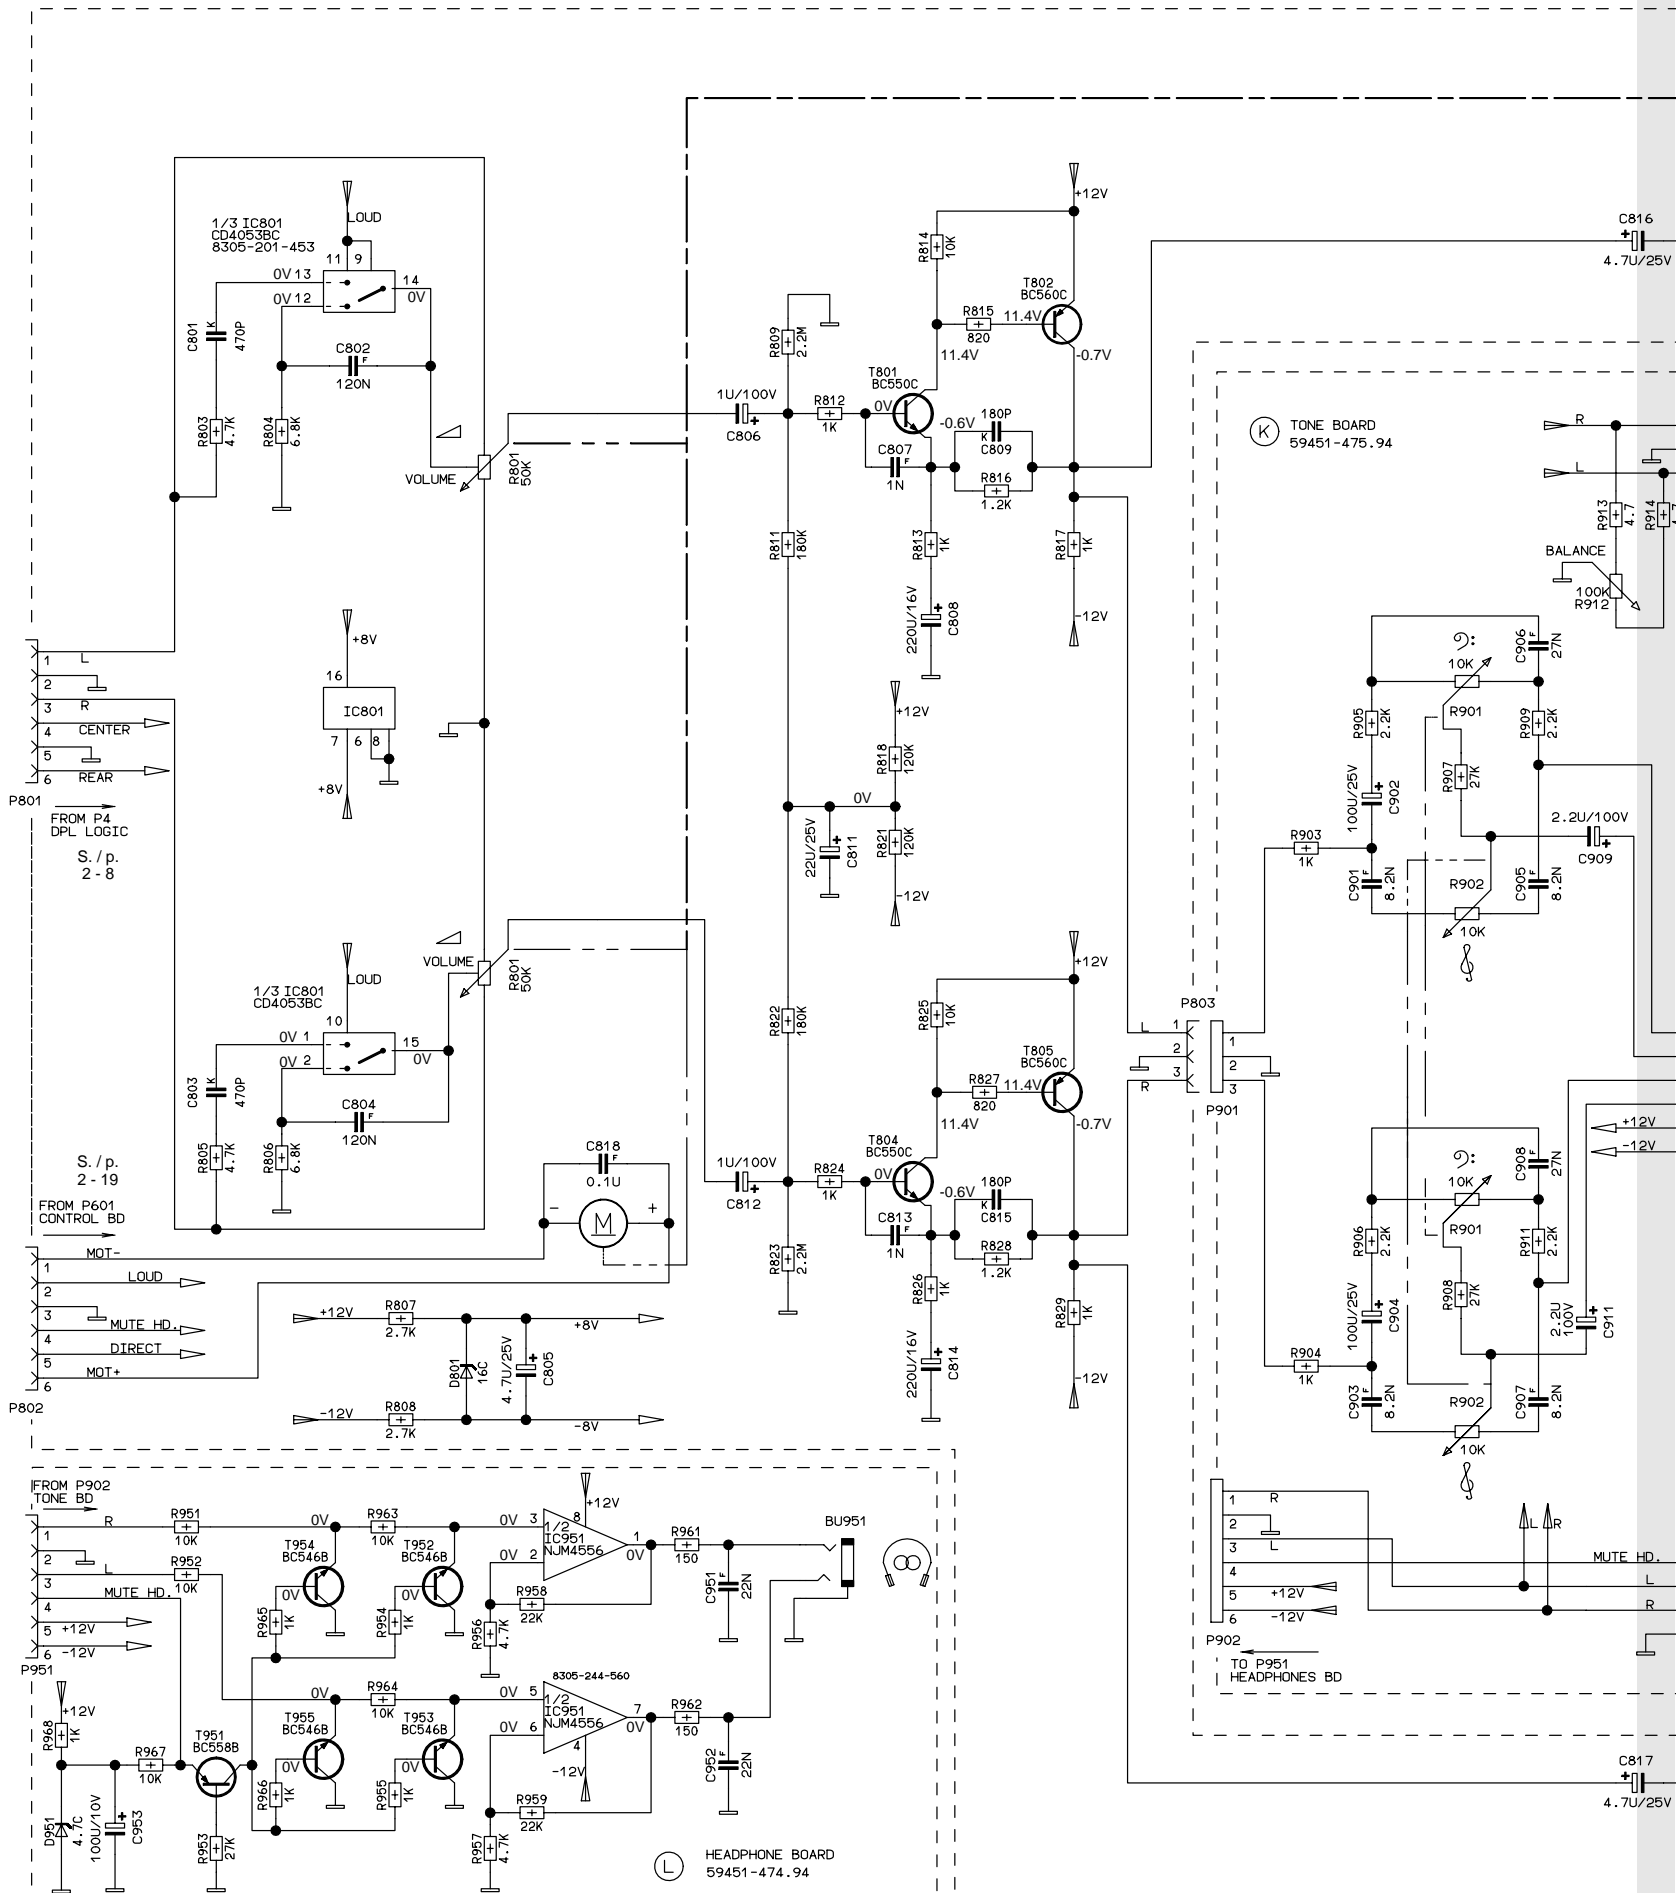 1/3 IC801
CD4053BC
8305-201-453
LOUD
11
9
0V 13
0V 12
14
0V
C801
K
470P
C802
F
120N
R803
4.7K
R804
6.8K
VOLUME
R801
50K
+8V
16
IC801
7
6
8
+8V
1
L
2
3
R
4
CENTER
5
6
REAR
P801
FROM P4
DPL LOGIC
S. / p.
2 - 8
LOUD
1/3 IC801
CD4053BC
10
0V 1
0V 2
15
0V
VOLUME
R801
50K
C803
K
470P
C804
F
120N
R805
4.7K
R806
6.8K
S. / p.
2 - 19
FROM P601
CONTROL BD
MOT-
1
LOUD
2
3
MUTE HD.
4
DIRECT
5
MOT+
6
P802
C818
F
0.1U
-
M
+
+12V
R807
2.7K
+8V
D801
16C
4.7U/25V
+
C805
-12V
R808
2.7K
-8V
1U/100V
+
C806
R809
2.2M
R812
1K
0V
T801
BC550C
-0.6V
C807
F
1N
180P
K
C809
R816
1.2K
R814
10K
11.4V
R815
820
11.4V
T802
BC560C
-0.7V
+12V
R811
180K
R813
1K
R817
1K
220U/16V
+
C808
-12V
+12V
R818
120K
0V
22U/25V
+
C811
R821
120K
-12V
R822
180K
R825
10K
+12V
T805
BC560C
R827
820
11.4V
11.4V
-0.7V
T804
BC550C
1U/100V
+
C812
R824
1K
0V
-0.6V
C813
F
1N
180P
K
C815
R828
1.2K
R823
2.2M
R826
1K
R829
1K
220U/16V
+
C814
-12V
C816
+
4.7U/25V
K
TONE BOARD
59451-475.94
R
L
R913
4.7
R914
4.7
BALANCE
100K
R912
C906
F
27N
10K
R901
R905
2.2K
R909
2.2K
R907
27K
100U/25V
+
C902
2.2U/100V
+
C909
R903
1K
C901
F
8.2N
R902
10K
C905
F
8.2N
P803
L
1
2
3
R
1
2
3
P901
+12V
-12V
C908
F
27N
10K
R901
R906
2.2K
R911
2.2K
R908
27K
100U/25V
+
C904
2.2U
100V
+
C911
R904
1K
C903
F
8.2N
R902
10K
C907
F
8.2N
1
R
2
3
L
4
5
+12V
6
-12V
L
R
MUTE HD.
L
R
P902
TO P951
HEADPHONES BD
C817
+
4.7U/25V
FROM P902
TONE BD
R
1
2
L
3
MUTE HD.
4
5 +12V
6 -12V
P951
R951
10K
R952
10K
0V
R963
10K
T954
BC546B
0V
T952
BC546B
0V
R965
1K
R954
1K
0V 3
0V 2
1/2
IC951
NJM4556
8
+12V
1
0V
R958
22K
R956
4.7K
R961
150
C951
F
22N
BU951
8305-244-560
0V
R964
10K
T955
BC546B
0V
T953
BC546B
0V
R966
1K
R955
1K
0V 5
0V 6
1/2
IC951
NJM4556
4
-12V
7
0V
R959
22K
R957
4.7K
R962
150
C952
F
22N
+12V
R968
1K
R967
10K
T951
BC558B
D951
4.7C
100U/10V
+
C953
R953
27K
L
HEADPHONE BOARD
59451-474.94